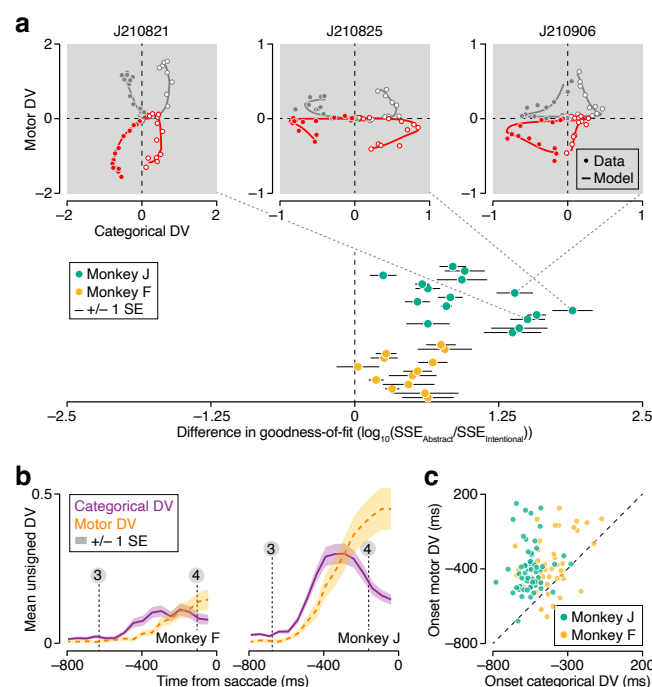 a
J210821
J210825
J210906
Motor DV
2
0
−2
1
0
−1
1
0
−1
Data
Model
−2
0
2
−1
0
1
−1
0
1
Categorical DV
Monkey J
Monkey F
+/− 1 SE
−2.5
−1.25
0
1.25
2.5
Difference in goodness-of-fit (log10(SSEAbstract/SSEIntentional))
b
c
Mean unsigned DV
0.5
0
Categorical DV
Motor DV
+/− 1 SE
3
4
3
4
Monkey F
Monkey J
−800
−400
0
−800
−400
0
Time from saccade (ms)
Onset motor DV (ms)
200
−400
−800
Monkey J
Monkey F
−800
−300
200
Onset categorical DV (ms)